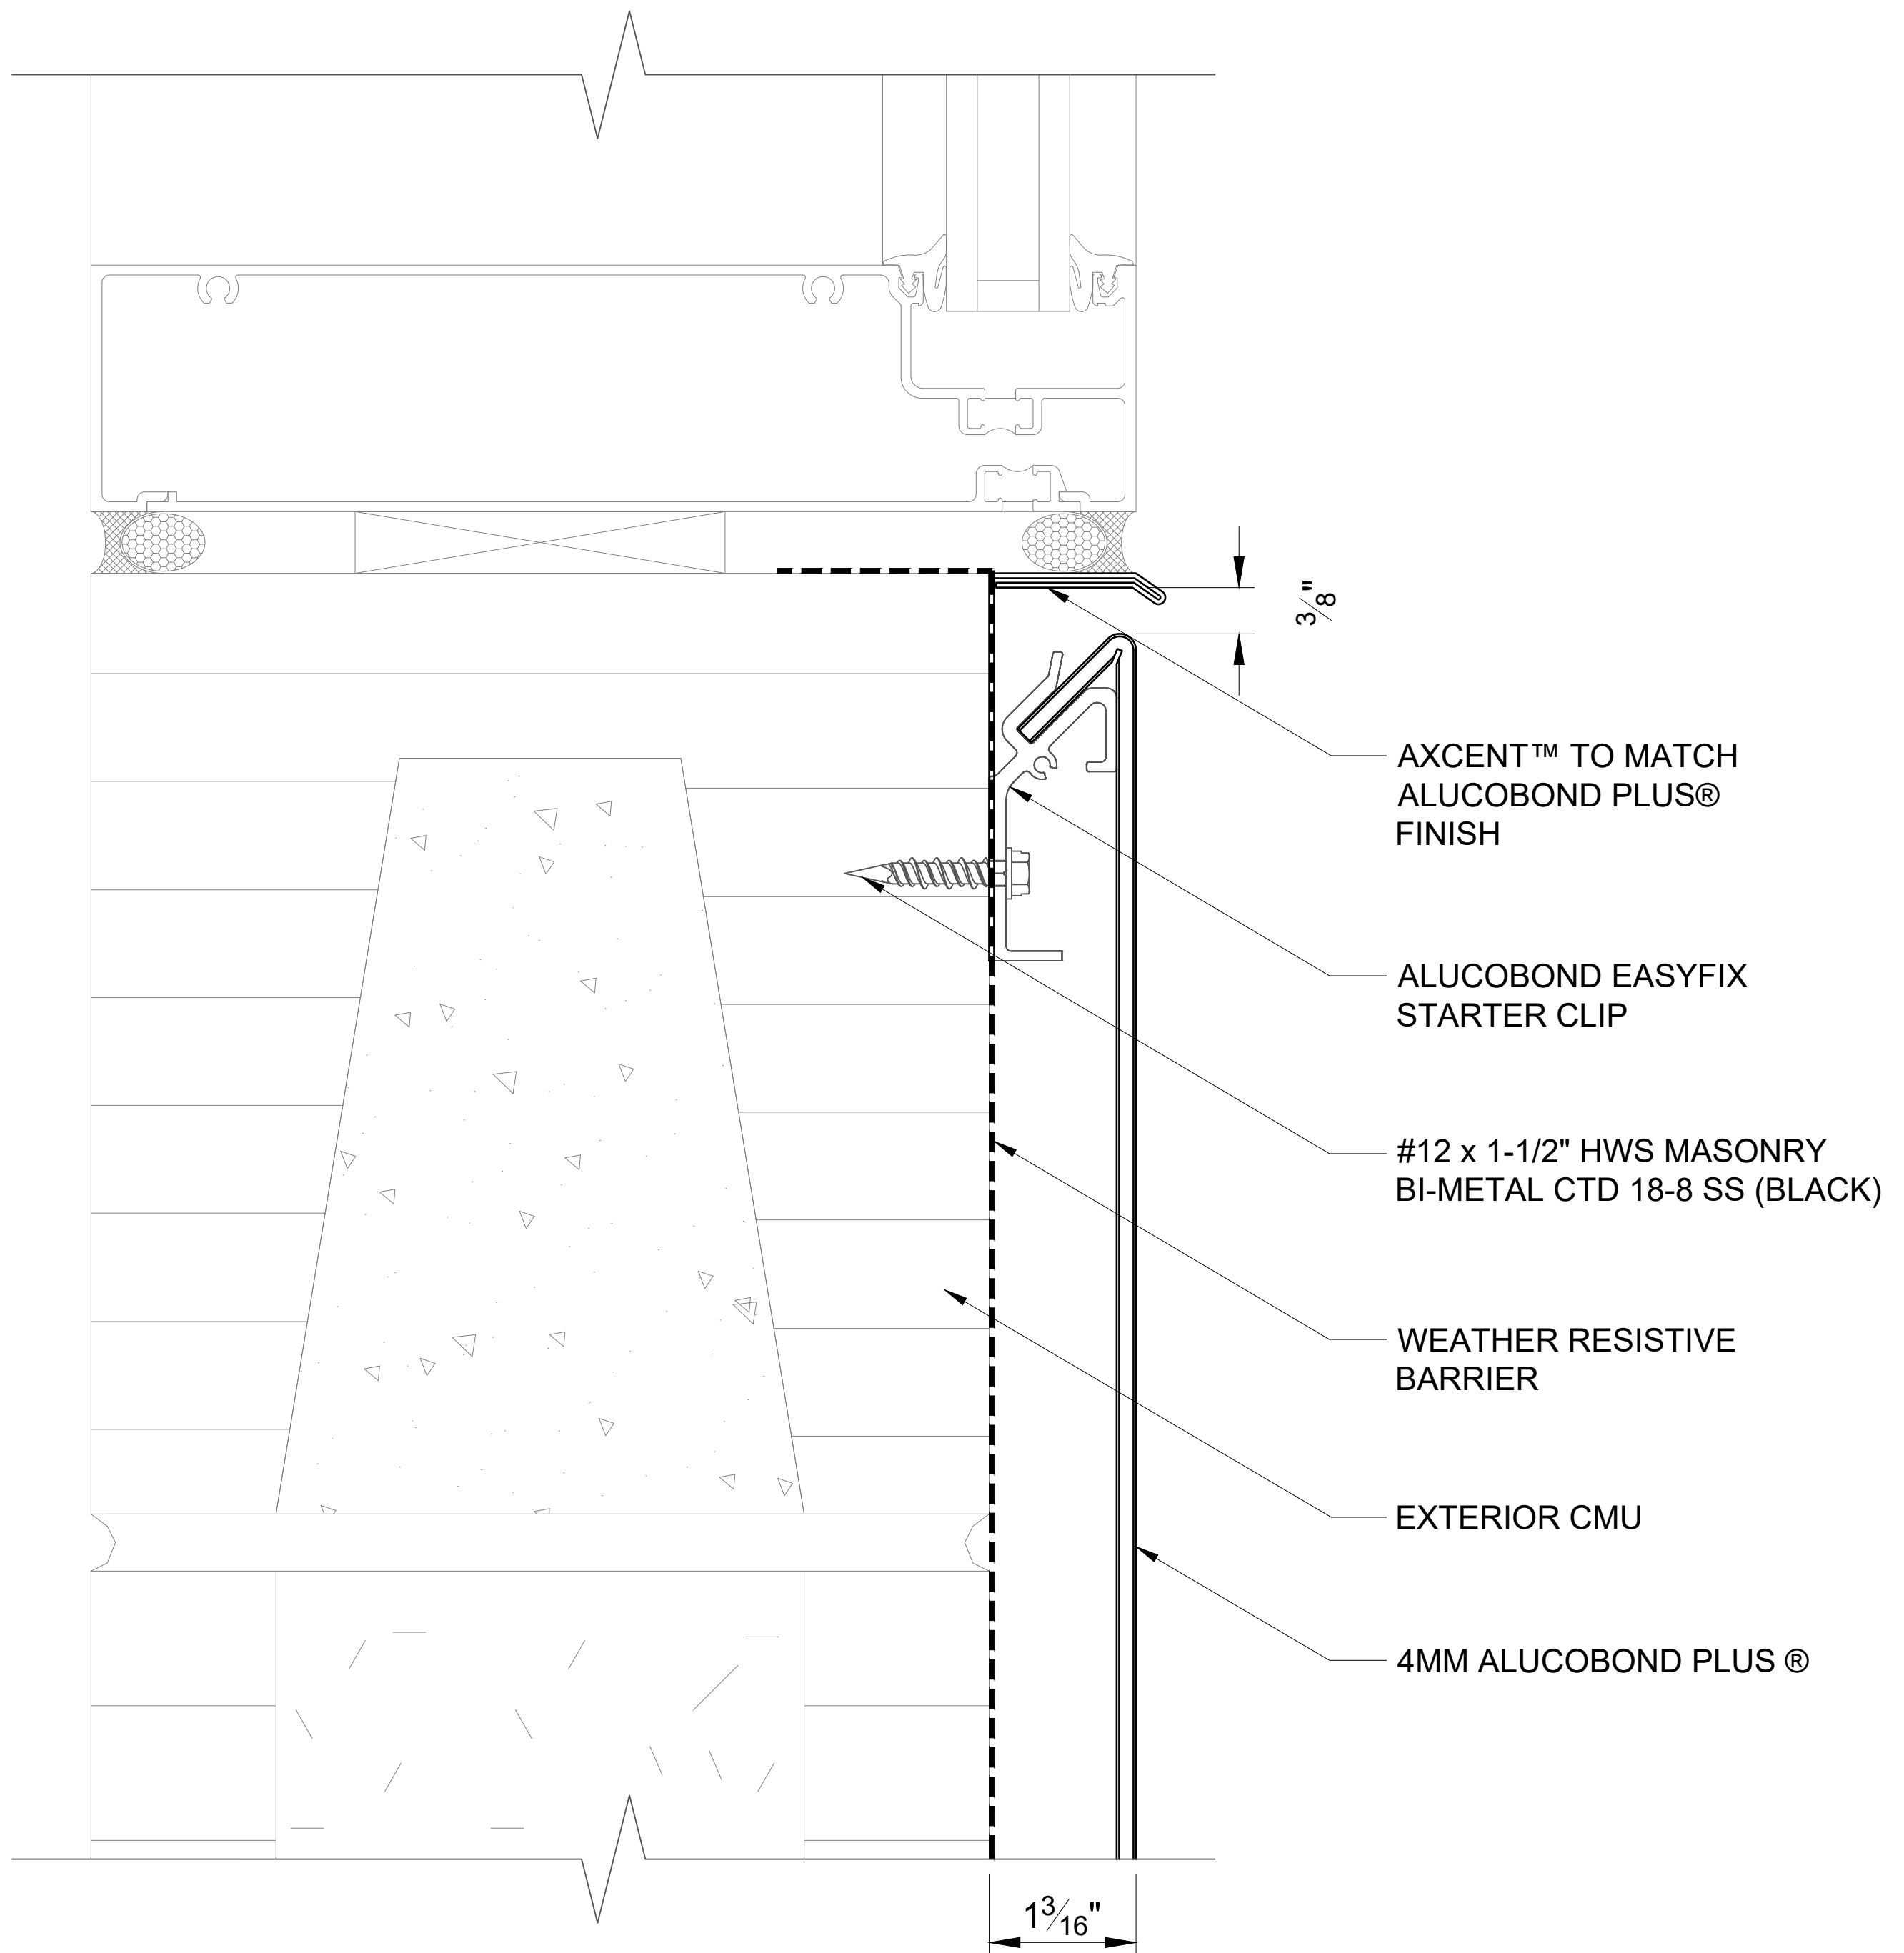 3/8"
AXCENT™ TO MATCH
ALUCOBOND PLUS®
FINISH
ALUCOBOND EASYFIX
STARTER CLIP
#12 x 1-1/2" HWS MASONRY
BI-METAL CTD 18-8 SS (BLACK)
WEATHER RESISTIVE
BARRIER
EXTERIOR CMU
4MM ALUCOBOND PLUS ®
1 3/16"